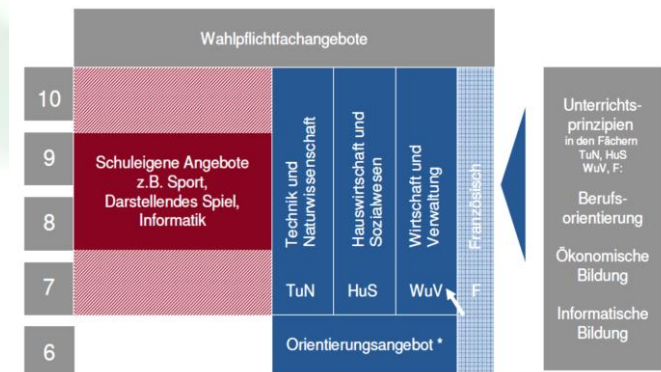 Wahlpflichtfachangebote
10
9
8
7
6
Schuleigene Angebote
z.B. Sport,
Darstellendes Spiel,
Informatik
Technik und
Naturwissenschaft
TuN
Hauswirtschaft und
Sozialwesen
HuS
Wirtschaft und
Verwaltung
WuV
Französisch
F
Orientierungsangebot *
Unterrichts-
prinzipien
in den Fächern
TuN, HuS
WuV, F:
Berufs-
orientierung
Ökonomische
Bildung
Informatische
Bildung